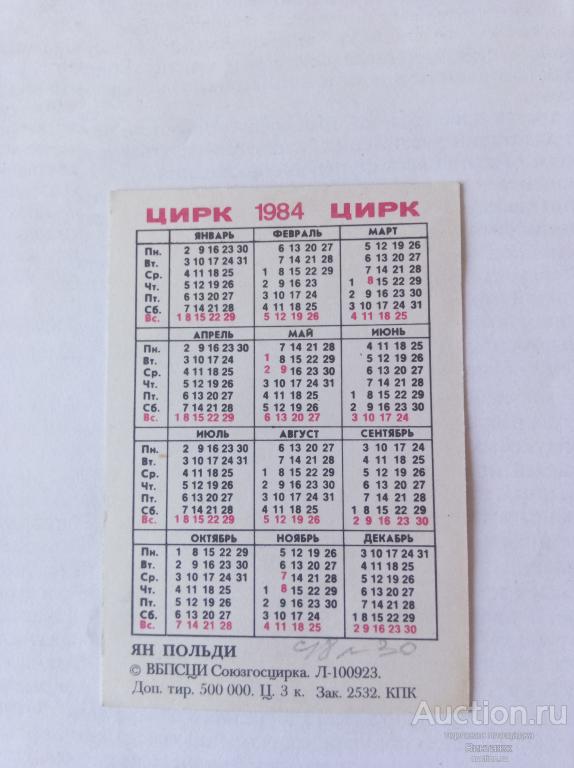 ЦИРК 1984 ЦИРК
ЯНВАРЬ ФЕВРАЛЬ МАРТ
Пн. 2 9 16 23 30 6 13 20 27 5 12 19 26
Вт. 3 10 17 24 31 7 14 21 28 6 13 20 27
Ср. 4 11 18 25 1 8 15 22 29 7 14 21 28
Чт. 5 12 19 26 2 9 16 23 1 8 15 22 29
Пт. 6 13 20 27 3 10 17 24 2 9 16 23 30
Сб. 7 14 21 28 4 11 18 25 3 10 17 24 31
Вс. 1 8 15 22 29 5 12 19 26 4 11 18 25
АПРЕЛЬ МАЙ ИЮНЬ
Пн. 2 9 16 23 30 7 14 21 28 4 11 18 25
Вт. 3 10 17 24 1 8 15 22 29 5 12 19 26
Ср. 4 11 18 25 2 9 16 23 30 6 13 20 27
Чт. 5 12 19 26 3 10 17 24 31 7 14 21 28
Пт. 6 13 20 27 4 11 18 25 1 8 15 22 29
Сб. 7 14 21 28 5 12 19 26 2 9 16 23 30
Вс. 1 8 15 22 29 6 13 20 27 3 10 17 24
ИЮЛЬ АВГУСТ СЕНТЯБРЬ
Пн. 2 9 16 23 30 6 13 20 27 3 10 17 24
Вт. 3 10 17 24 31 7 14 21 28 4 11 18 25
Ср. 4 11 18 25 1 8 15 22 29 5 12 19 26
Чт. 5 12 19 26 2 9 16 23 30 6 13 20 27
Пт. 6 13 20 27 3 10 17 24 31 7 14 21 28
Сб. 7 14 21 28 4 11 18 25 1 8 15 22 29
Вс. 1 8 15 22 29 5 12 19 26 2 9 16 23 30
ОКТЯБРЬ НОЯБРЬ ДЕКАБРЬ
Пн. 1 8 15 22 29 5 12 19 26 3 10 17 24 31
Вт. 2 9 16 23 30 6 13 20 27 4 11 18 25
Ср. 3 10 17 24 31 7 14 21 28 5 12 19 26
Чт. 4 11 18 25 1 8 15 22 29 6 13 20 27
Пт. 5 12 19 26 2 9 16 23 30 7 14 21 28
Сб. 6 13 20 27 3 10 17 24 1 8 15 22 29
Вс. 7 14 21 28 4 11 18 25 2 9 16 23 30
ЯН ПОЛЬДИ
© ВБПСЦИ Союзгосцирка. Л-100923.
Доп. тир. 500 000. Ц. 3 к. Зак. 2532. КПК
Auction.ru
торговая площадка
auction.ru